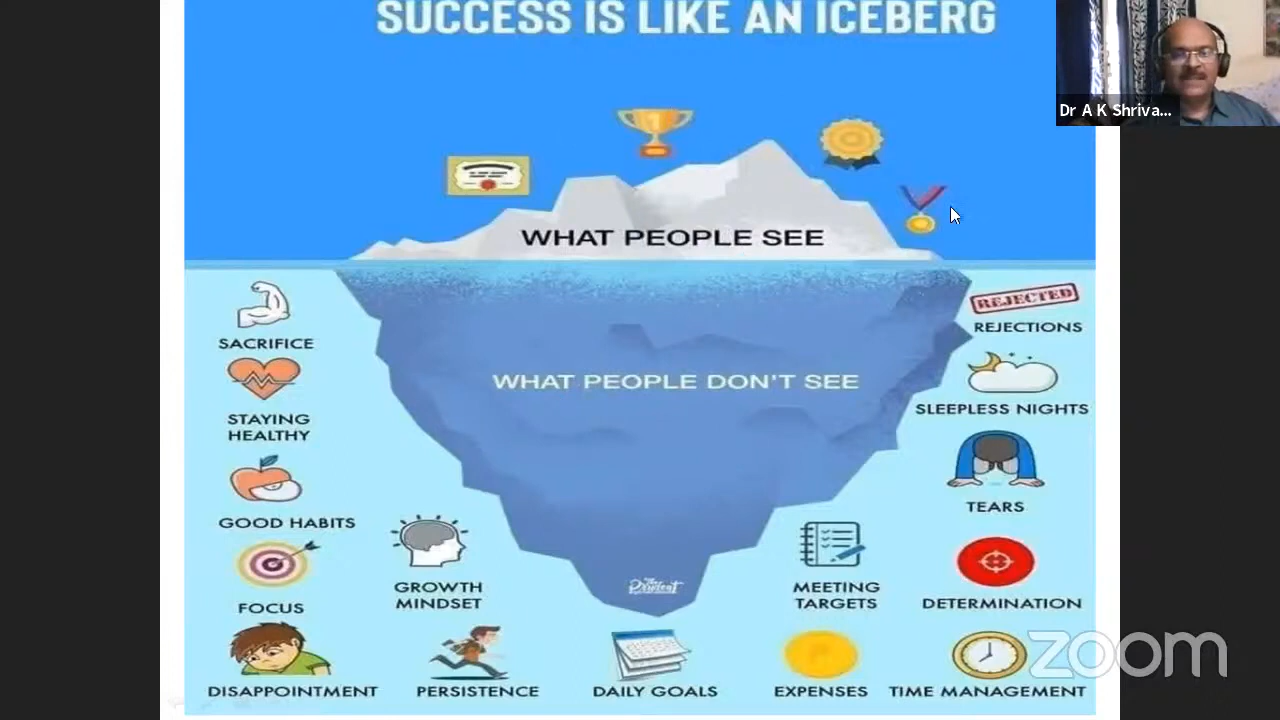 SUCCESS IS LIKE AN ICEBERG
Dr A K Shriva...
WHAT PEOPLE SEE
WHAT PEOPLE DON'T SEE
SACRIFICE
STAYING
HEALTHY
GOOD HABITS
FOCUS
DISAPPOINTMENT
GROWTH
MINDSET
PERSISTENCE
DAILY GOALS
REJECTED
REJECTIONS
SLEEPLESS NIGHTS
TEARS
MEETING
TARGETS
DETERMINATION
EXPENSES
TIME MANAGEMENT
zoom